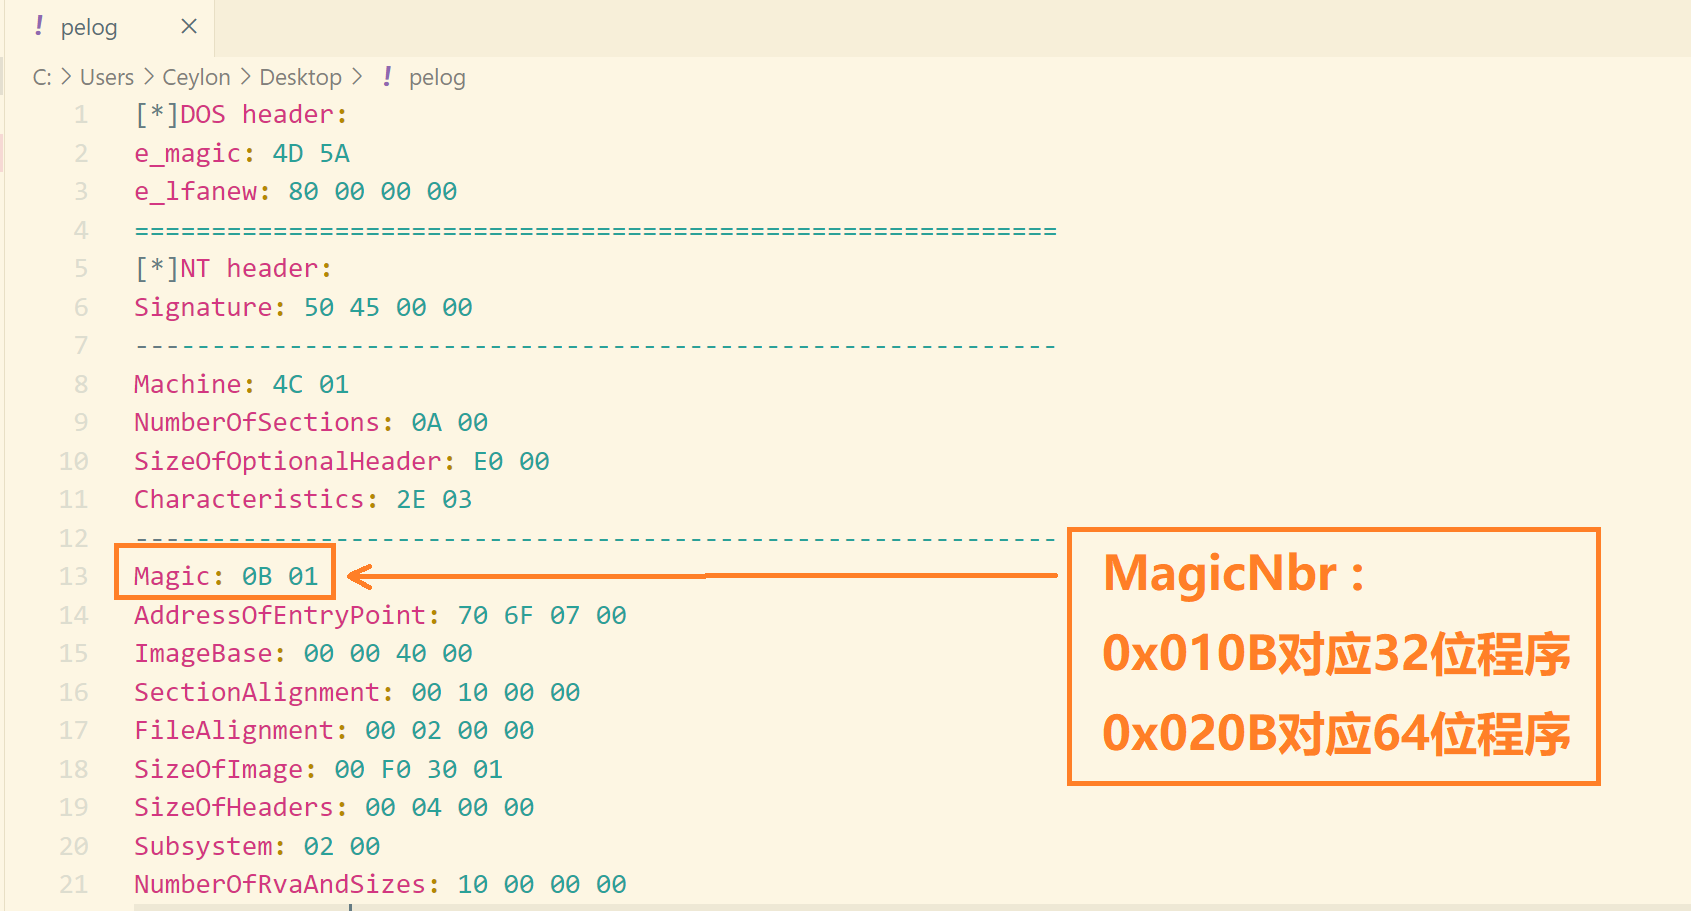 ! pelog ×
C: > Users > Ceylon > Desktop > ! pelog
1 [*]DOS header:
2 e_magic: 4D 5A
3 e_lfanew: 80 00 00 00
4 ============================================================
5 [*]NT header:
6 Signature: 50 45 00 00
7 ------------------------------------------------------------
8 Machine: 4C 01
9 NumberOfSections: 0A 00
10 SizeOfOptionalHeader: E0 00
11 Characteristics: 2E 03
12 ------------------------------------------------------------
13 Magic: 0B 01
14 AddressOfEntryPoint: 70 6F 07 00
15 ImageBase: 00 00 40 00
16 SectionAlignment: 00 10 00 00
17 FileAlignment: 00 02 00 00
18 SizeOfImage: 00 F0 30 01
19 SizeOfHeaders: 00 04 00 00
20 Subsystem: 02 00
21 NumberOfRvaAndSizes: 10 00 00 00
MagicNbr :
0x010B对应32位程序
0x020B对应64位程序